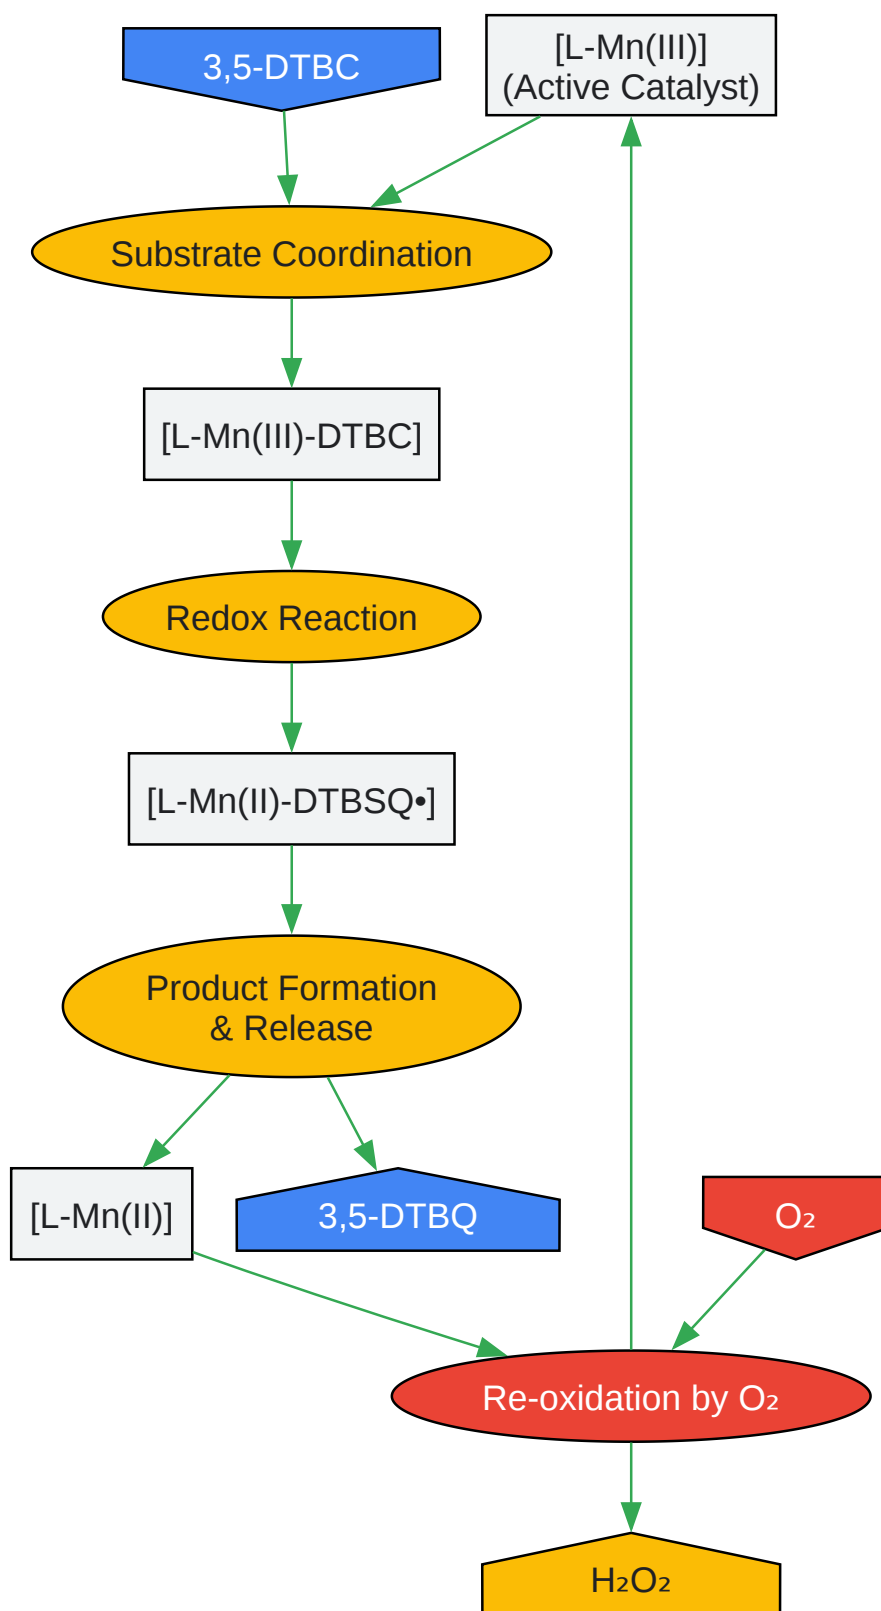 3,5-DTBC
[L-Mn(III)]
(Active Catalyst)
Substrate Coordination
[L-Mn(III)-DTBC]
Redox Reaction
[L-Mn(II)-DTBSQ•]
Product Formation
& Release
[L-Mn(II)]
3,5-DTBQ
O₂
Re-oxidation by O₂
H₂O₂